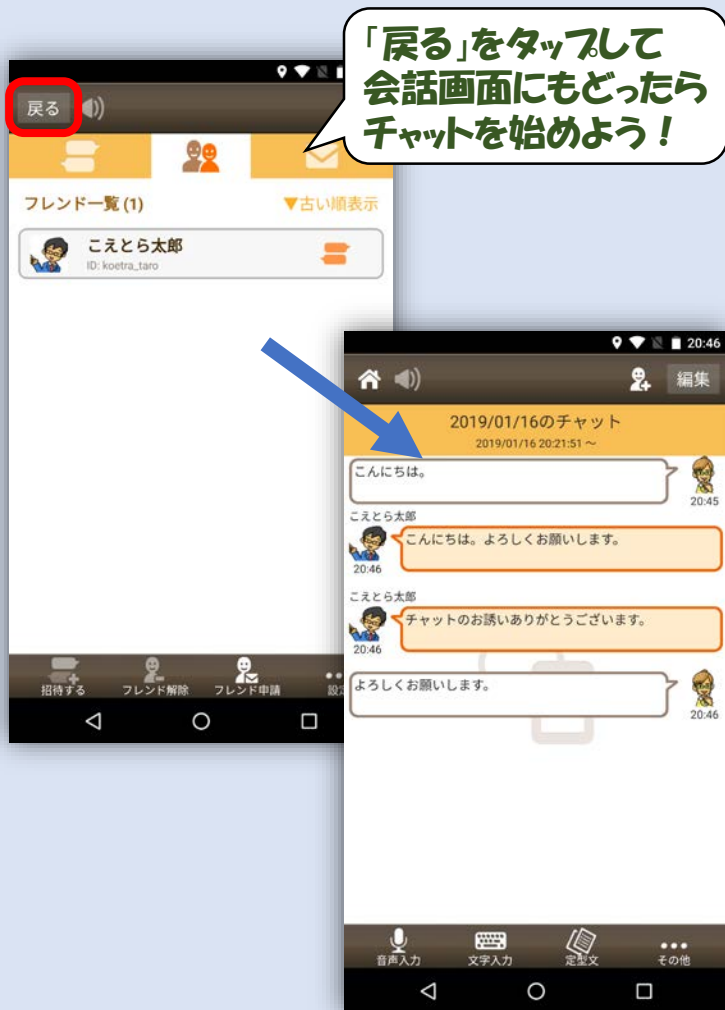 「戻る」をタップして
会話画面にもどったら
チャットを始めよう！
戻る
フレンド一覧(1)
▼古い順表示
こえとら太郎
ID: koetra_taro
招待する
フレンド解除
フレンド申請
20:46
編集
2019/01/16のチャット
2019/01/16 20:21:51 ～
こんにちは。
20:45
こえとら太郎
こんにちは。よろしくお願いします。
20:46
こえとら太郎
チャットのお誘いありがとうございます。
20:46
よろしくお願いします。
20:46
音声入力
文字入力
定型文
その他